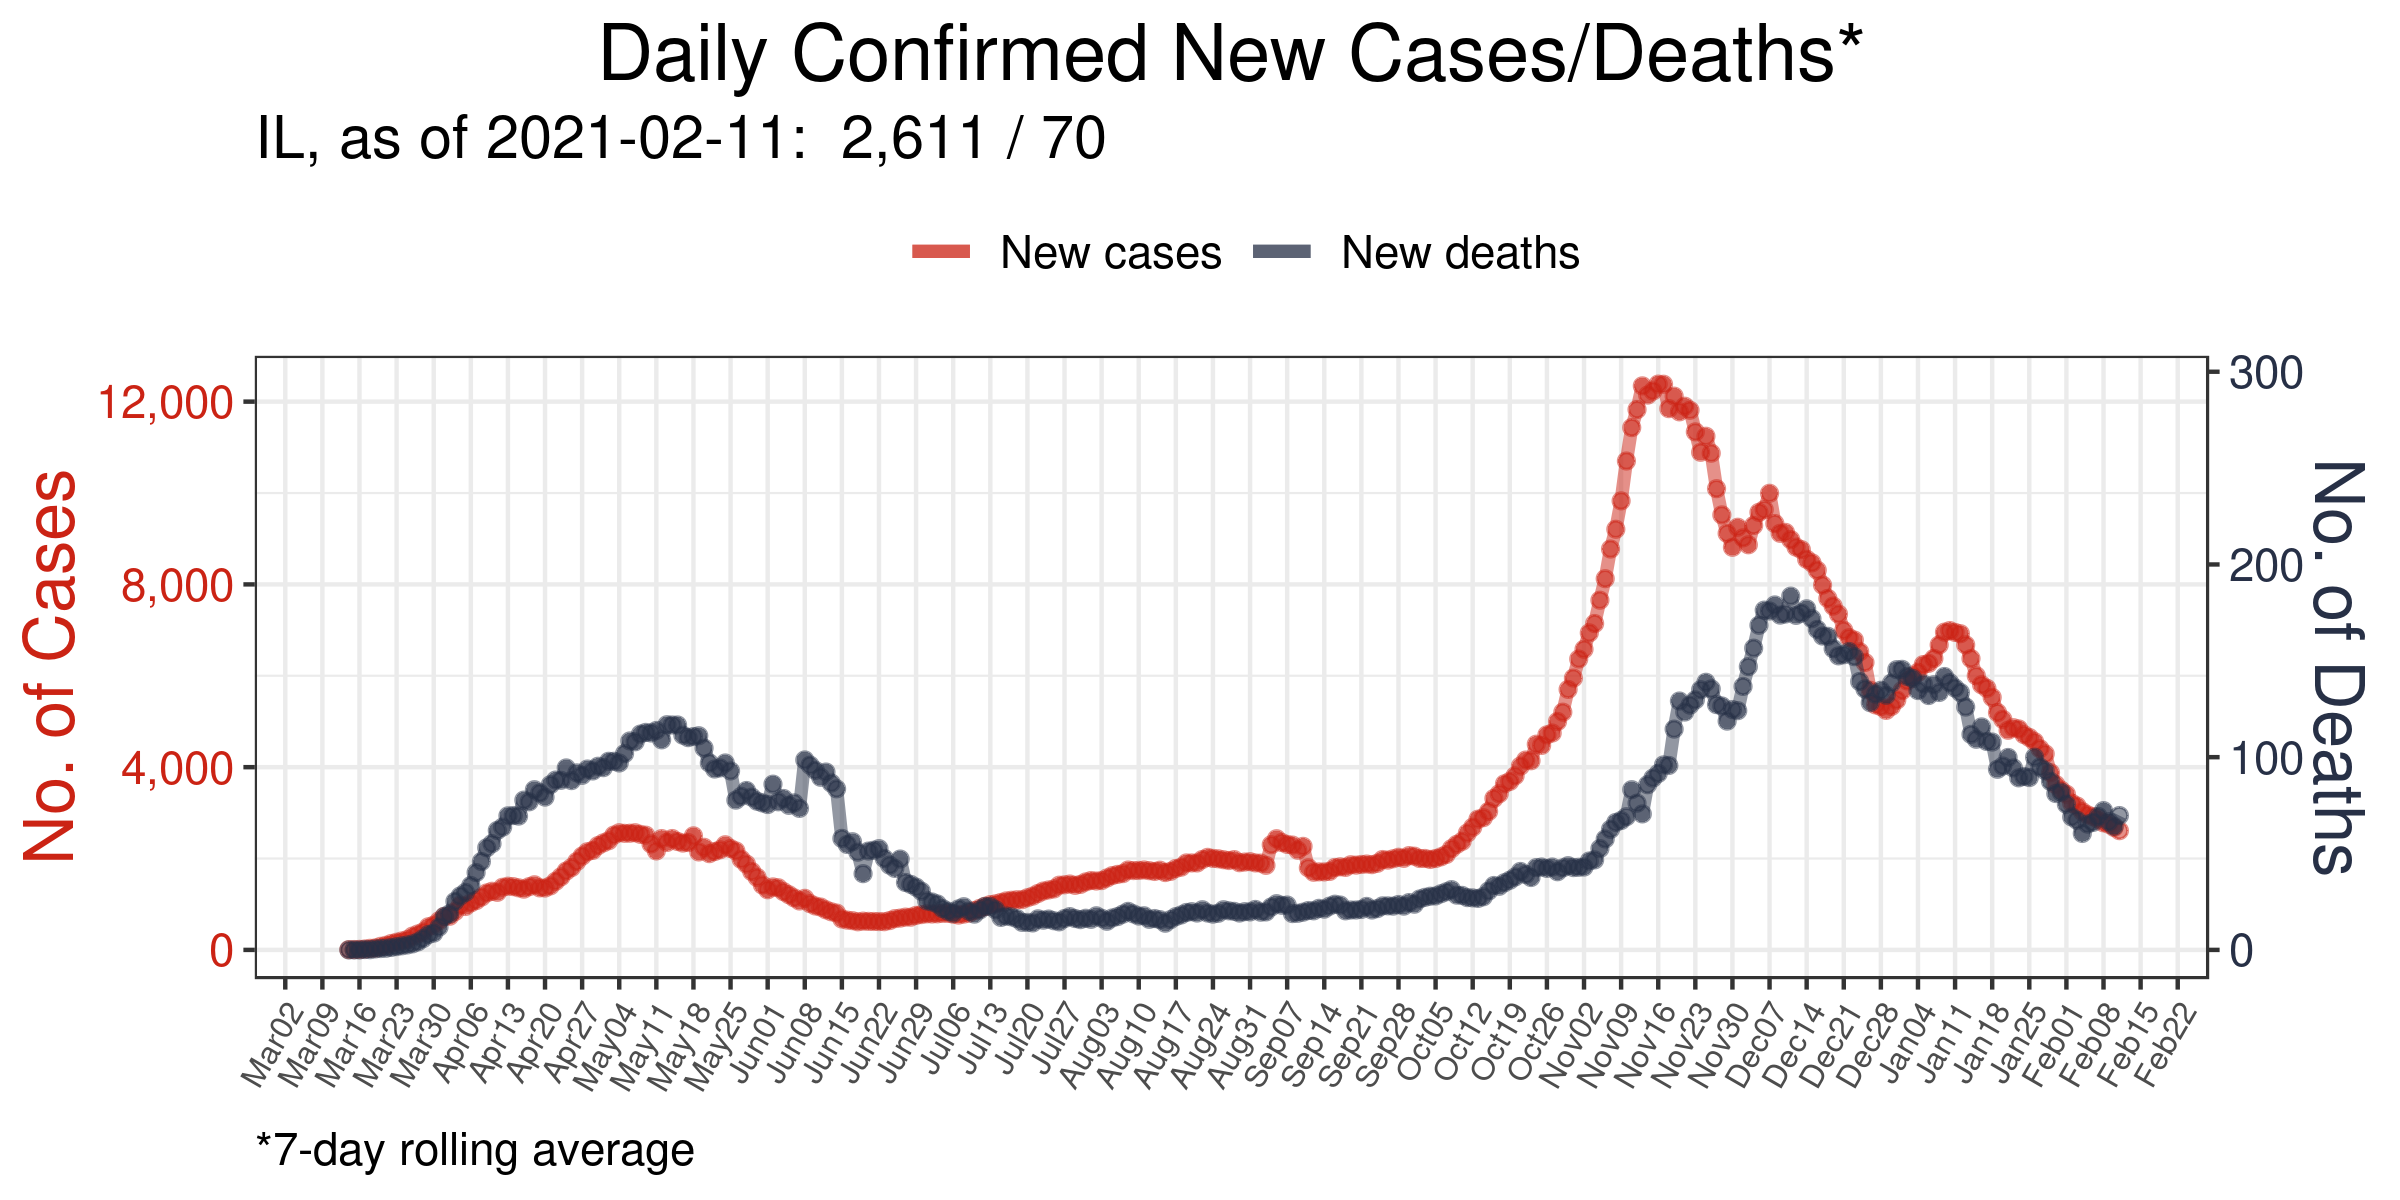 Daily Confirmed New Cases/Deaths*
IL, as of 2021-02-11:  2,611 / 70
New cases
New deaths
No. of Cases
12,000
8,000
4,000
0
300
200
100
0
No. of Deaths
Mar02
Mar09
Mar16
Mar23
Mar30
Apr06
Apr13
Apr20
Apr27
May04
May11
May18
May25
Jun01
Jun08
Jun15
Jun22
Jun29
Jul06
Jul13
Jul20
Jul27
Aug03
Aug10
Aug17
Aug24
Aug31
Sep07
Sep14
Sep21
Sep28
Oct05
Oct12
Oct19
Oct26
Nov02
Nov09
Nov16
Nov23
Nov30
Dec07
Dec14
Dec21
Dec28
Jan04
Jan11
Jan18
Jan25
Feb01
Feb08
Feb15
Feb22
*7-day rolling average